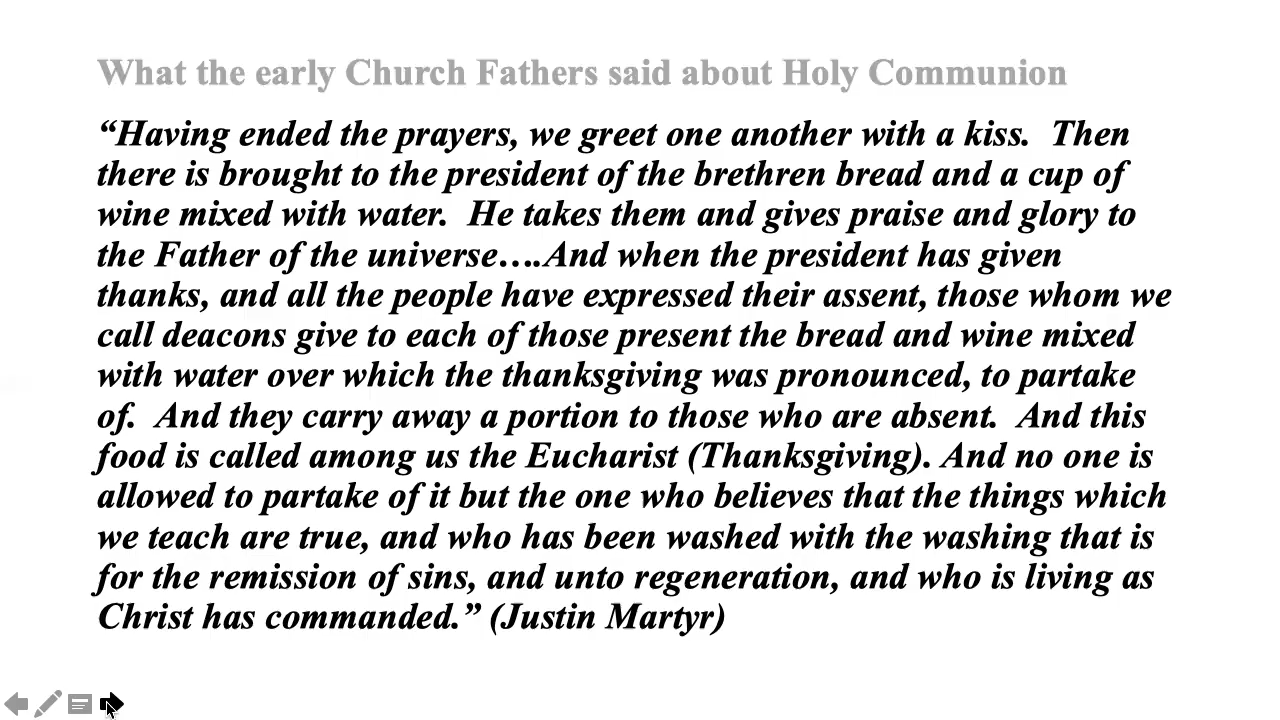 What the early Church Fathers said about Holy Communion
“Having ended the prayers, we greet one another with a kiss.  Then
there is brought to the president of the brethren bread and a cup of
wine mixed with water.  He takes them and gives praise and glory to
the Father of the universe….And when the president has given
thanks, and all the people have expressed their assent, those whom we
call deacons give to each of those present the bread and wine mixed
with water over which the thanksgiving was pronounced, to partake
of.  And they carry away a portion to those who are absent.  And this
food is called among us the Eucharist (Thanksgiving). And no one is
allowed to partake of it but the one who believes that the things which
we teach are true, and who has been washed with the washing that is
for the remission of sins, and unto regeneration, and who is living as
Christ has commanded.” (Justin Martyr)